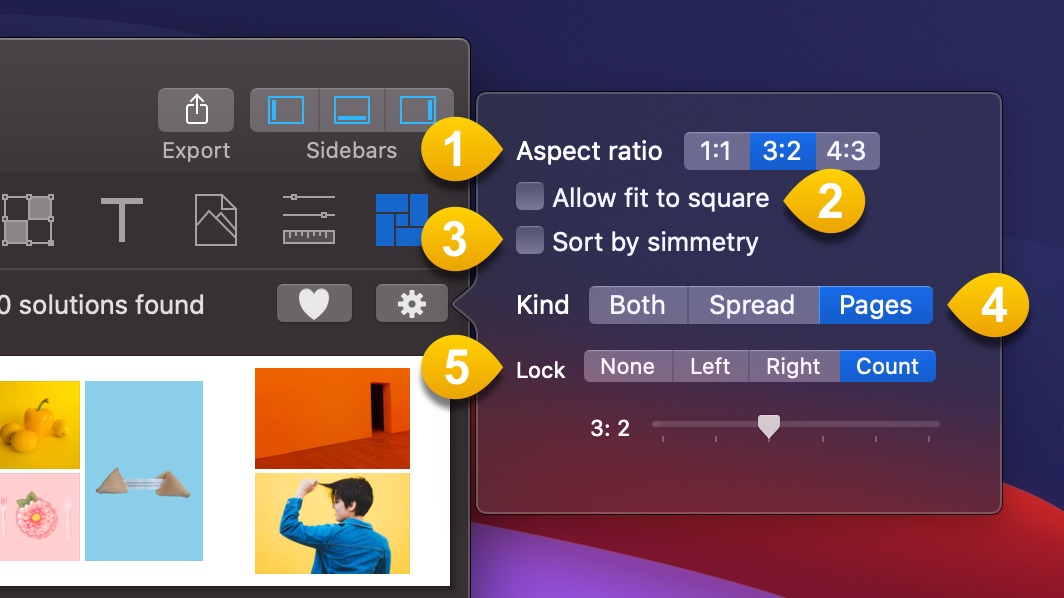 Export
Sidebars
T
0 solutions found
1
Aspect ratio
1:1
3:2
4:3
Allow fit to square
2
3
Sort by simmetry
Kind
Both
Spread
Pages
4
5
Lock
None
Left
Right
Count
3: 2